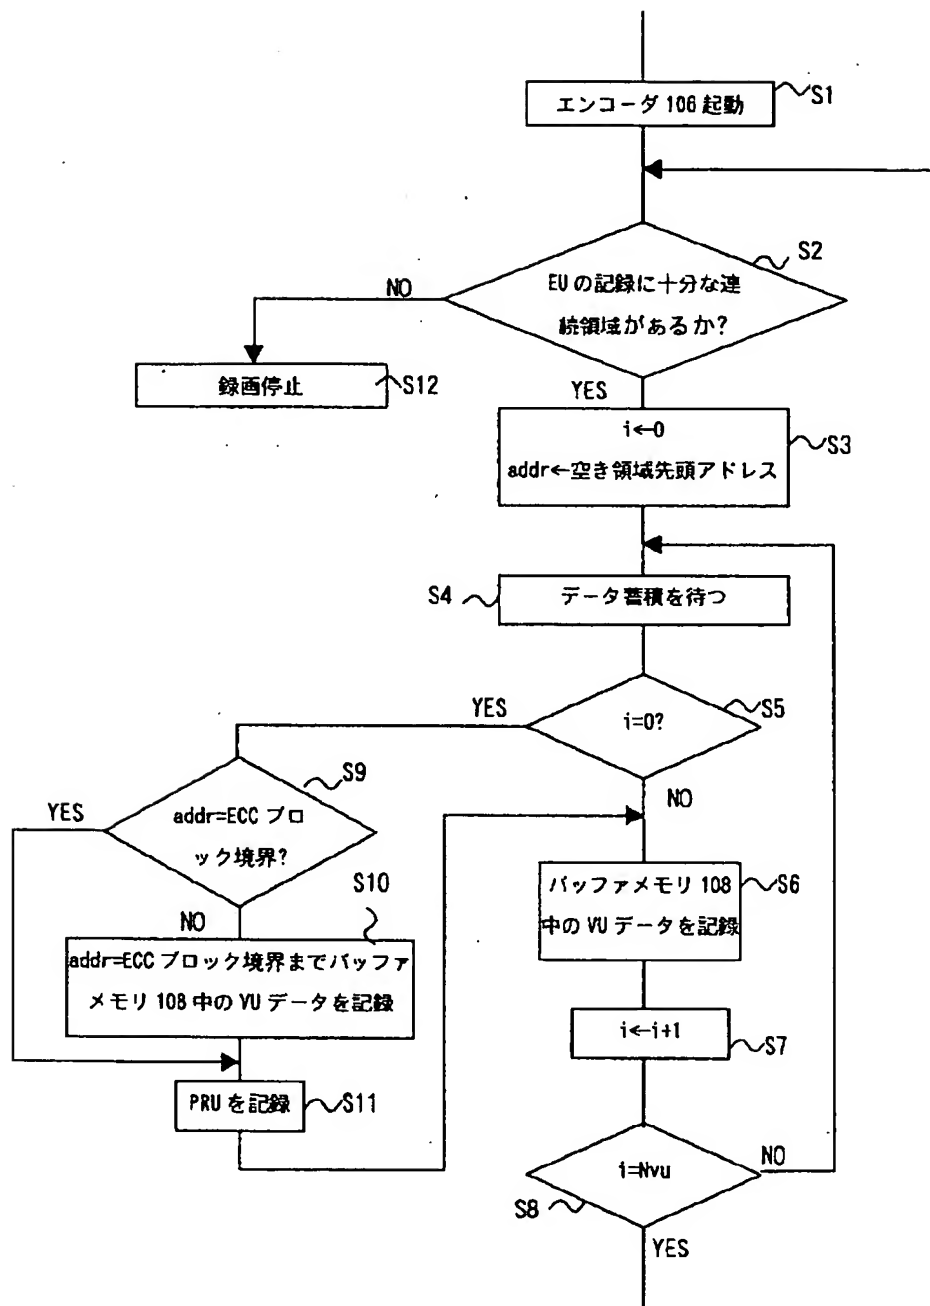 エンコーダ 106 起動
S1
S2
EU の記録に十分な連
続領域があるか?
NO
録画停止
S12
YES
i←0
addr←空き領域先頭アドレス
S3
S4
データ蓄積を待つ
YES
i=0?
S5
NO
S9
YES
addr=ECC ブロ
ック境界?
S10
NO
addr=ECC ブロック境界までバッファ
メモリ 108 中の VU データを記録
バッファメモリ 108
中の VU データを記録
S6
i←i+1
S7
PRU を記録
S11
i=Nvu
NO
S8
YES